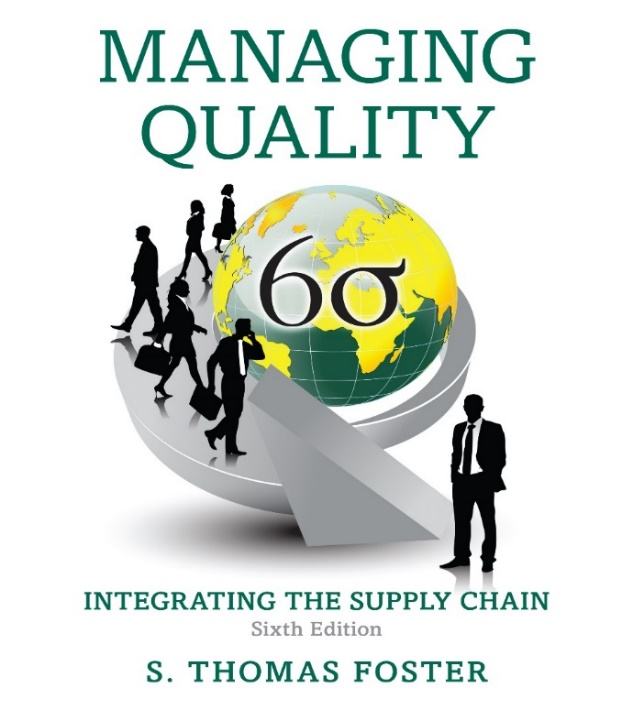 MANAGING
QUALITY
6σ
INTEGRATING THE SUPPLY CHAIN
Sixth Edition
S. THOMAS FOSTER